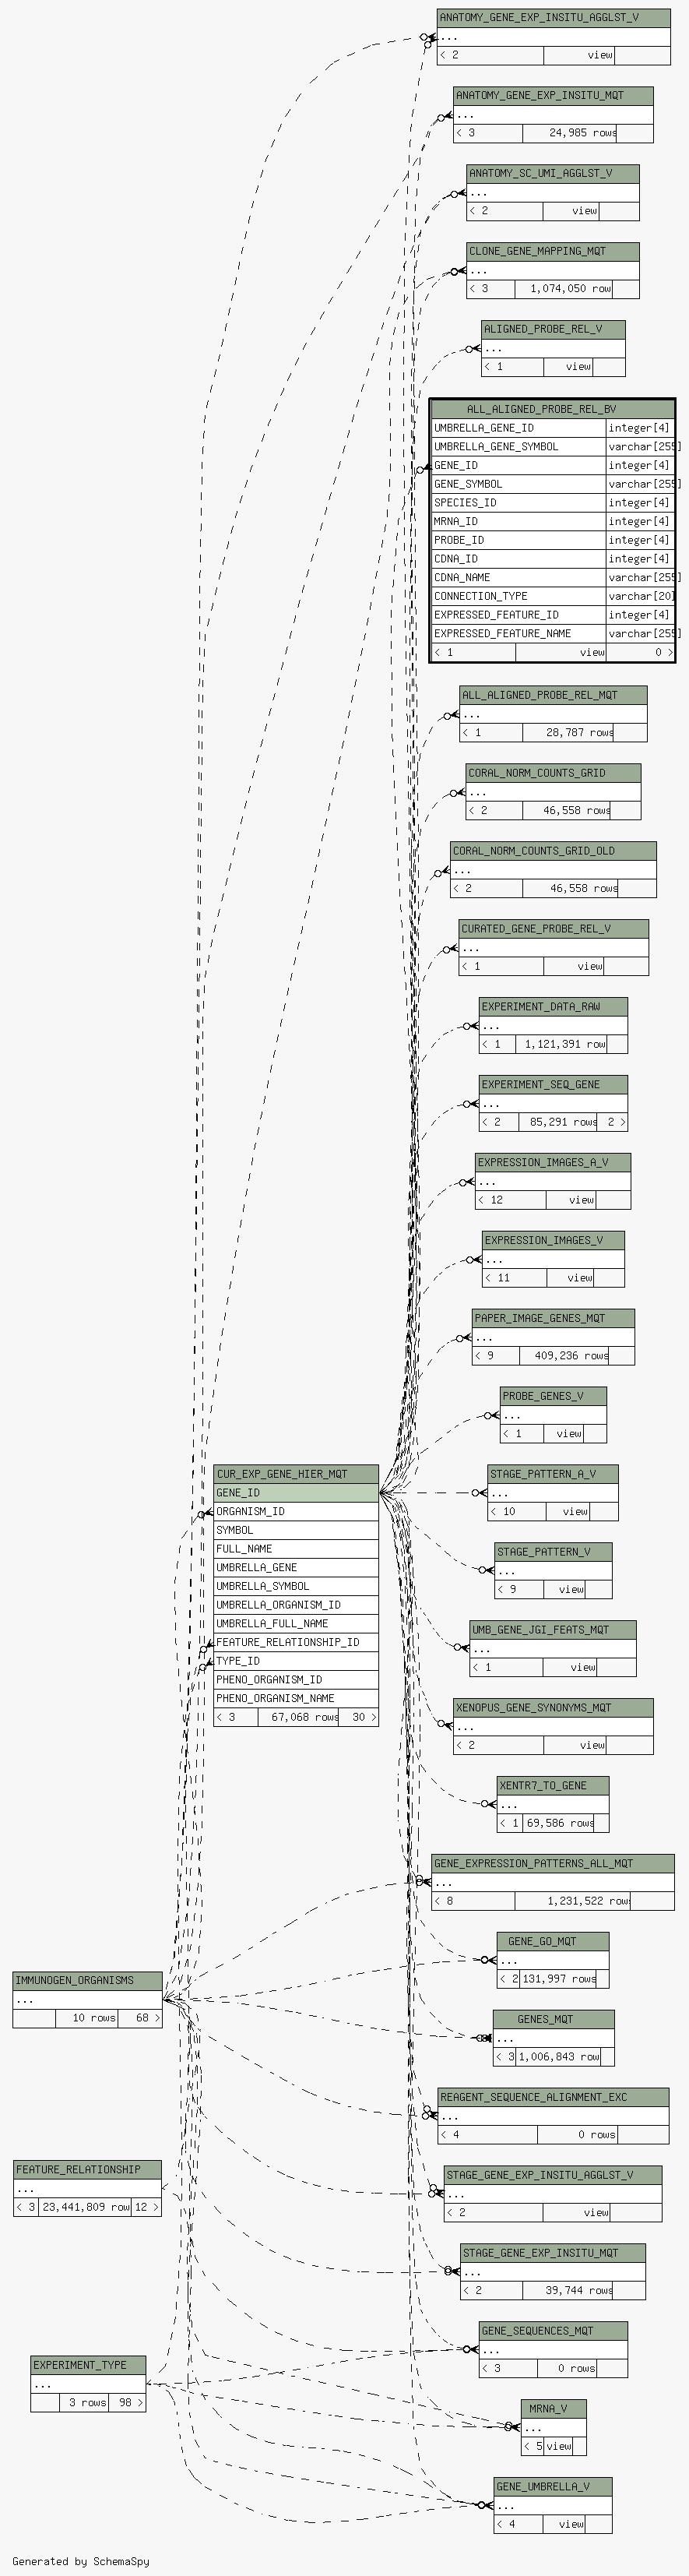 ANATOMY_GENE_EXP_INSITU_AGGLST_V
...
< 2 view
ANATOMY_GENE_EXP_INSITU_MQT
...
< 3 24,985 rows
ANATOMY_SC_UMI_AGGLST_V
...
< 2 view
CLONE_GENE_MAPPING_MQT
...
< 3 1,074,050 row
ALIGNED_PROBE_REL_V
...
< 1 view
ALL_ALIGNED_PROBE_REL_BV
UMBRELLA_GENE_ID integer[4]
UMBRELLA_GENE_SYMBOL varchar[255]
GENE_ID integer[4]
GENE_SYMBOL varchar[255]
SPECIES_ID integer[4]
MRNA_ID integer[4]
PROBE_ID integer[4]
CDNA_ID integer[4]
CDNA_NAME varchar[255]
CONNECTION_TYPE varchar[20]
EXPRESSED_FEATURE_ID integer[4]
EXPRESSED_FEATURE_NAME varchar[255]
< 1 view 0 >
ALL_ALIGNED_PROBE_REL_MQT
...
< 1 28,787 rows
CORAL_NORM_COUNTS_GRID
...
< 2 46,558 rows
CORAL_NORM_COUNTS_GRID_OLD
...
< 2 46,558 rows
CURATED_GENE_PROBE_REL_V
...
< 1 view
EXPERIMENT_DATA_RAW
...
< 1 1,121,391 row
EXPERIMENT_SEQ_GENE
...
< 2 85,291 rows 2 >
EXPRESSION_IMAGES_A_V
...
< 12 view
EXPRESSION_IMAGES_V
...
< 11 view
PAPER_IMAGE_GENES_MQT
...
< 9 409,236 rows
PROBE_GENES_V
...
< 1 view
CUR_EXP_GENE_HIER_MQT
GENE_ID
ORGANISM_ID
SYMBOL
FULL_NAME
UMBRELLA_GENE
UMBRELLA_SYMBOL
UMBRELLA_ORGANISM_ID
UMBRELLA_FULL_NAME
FEATURE_RELATIONSHIP_ID
TYPE_ID
PHENO_ORGANISM_ID
PHENO_ORGANISM_NAME
< 3 67,068 rows 30 >
STAGE_PATTERN_A_V
...
< 10 view
STAGE_PATTERN_V
...
< 9 view
UMB_GENE_JGI_FEATS_MQT
...
< 1 view
XENOPUS_GENE_SYNONYMS_MQT
...
< 2 view
XENTR7_TO_GENE
...
< 1 69,586 rows
GENE_EXPRESSION_PATTERNS_ALL_MQT
...
< 8 1,231,522 row
GENE_GO_MQT
...
< 2 131,997 rows
IMMUNOGEN_ORGANISMS
...
10 rows 68 >
GENES_MQT
...
< 3 1,006,843 row
REAGENT_SEQUENCE_ALIGNMENT_EXC
...
< 4 0 rows
FEATURE_RELATIONSHIP
...
< 3 23,441,809 row 12 >
STAGE_GENE_EXP_INSITU_AGGLST_V
...
< 2 view
STAGE_GENE_EXP_INSITU_MQT
...
< 2 39,744 rows
GENE_SEQUENCES_MQT
...
< 3 0 rows
EXPERIMENT_TYPE
...
3 rows 98 >
MRNA_V
...
< 5 view
GENE_UMBRELLA_V
...
< 4 view
Generated by SchemaSpy